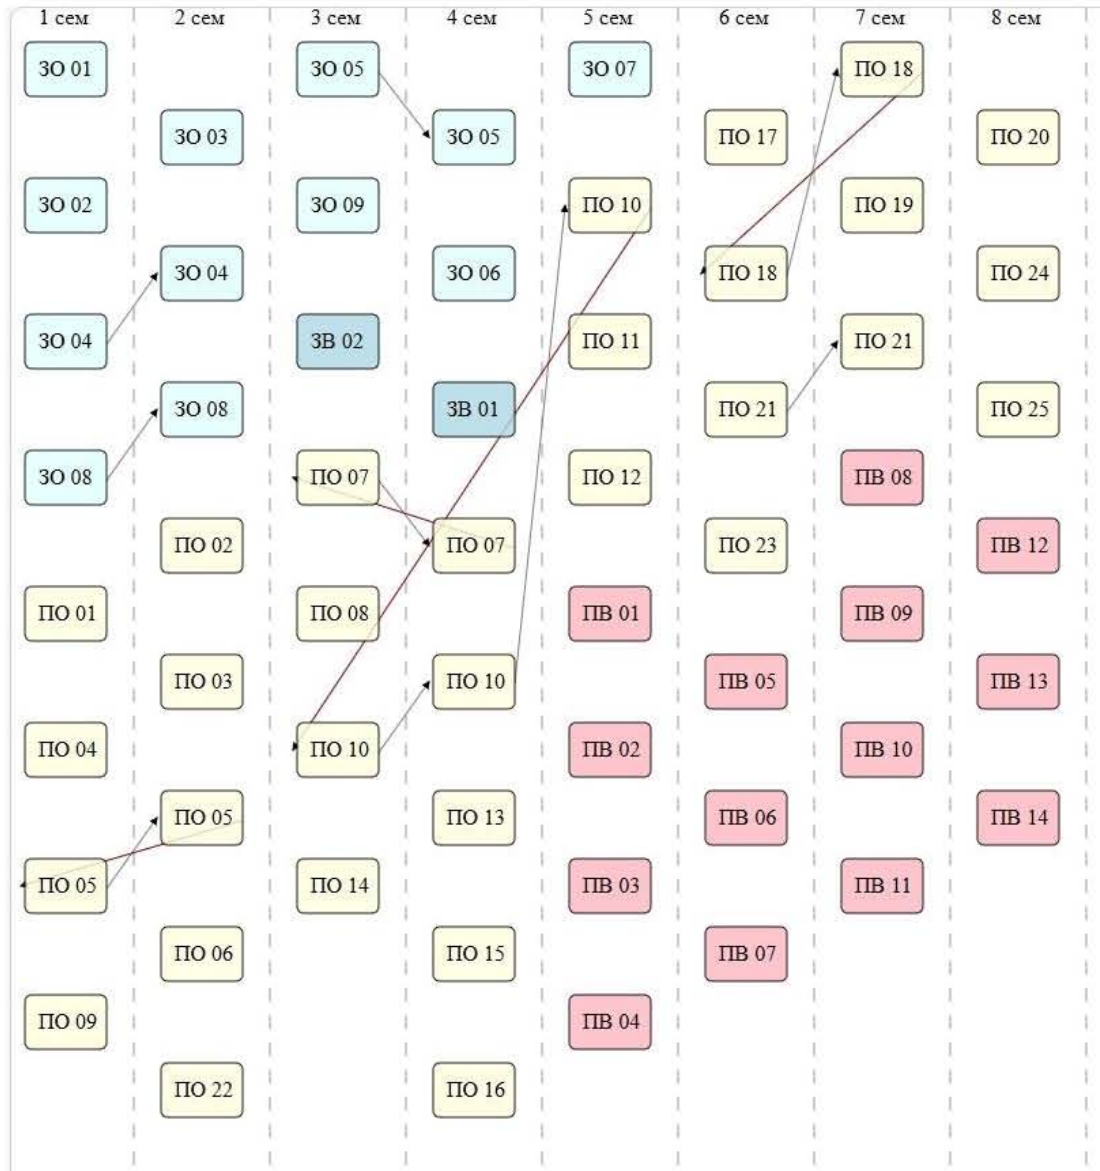 1 сем 2 сем 3 сем 4 сем 5 сем 6 сем 7 сем 8 сем
ЗО 01 ЗО 05 ЗО 07 ПО 18
ЗО 03 ЗО 05 ПО 17 ПО 20
ЗО 02 ЗО 09 ПО 10 ПО 19
ЗО 04 ЗО 06 ПО 18 ПО 24
ЗО 04 ЗВ 02 ПО 11 ПО 21
ЗО 08 ЗВ 01 ПО 21 ПО 25
ЗО 08 ПО 07 ПО 12 ПВ 08
ПО 02 ПО 07 ПО 23 ПВ 12
ПО 01 ПО 08 ПВ 01 ПВ 09
ПО 03 ПО 10 ПВ 05 ПВ 13
ПО 04 ПО 10 ПВ 02 ПВ 10
ПО 05 ПО 13 ПВ 06 ПВ 14
ПО 05 ПО 14 ПВ 03 ПВ 11
ПО 06 ПО 15 ПВ 07
ПО 09 ПВ 04
ПО 22 ПО 16